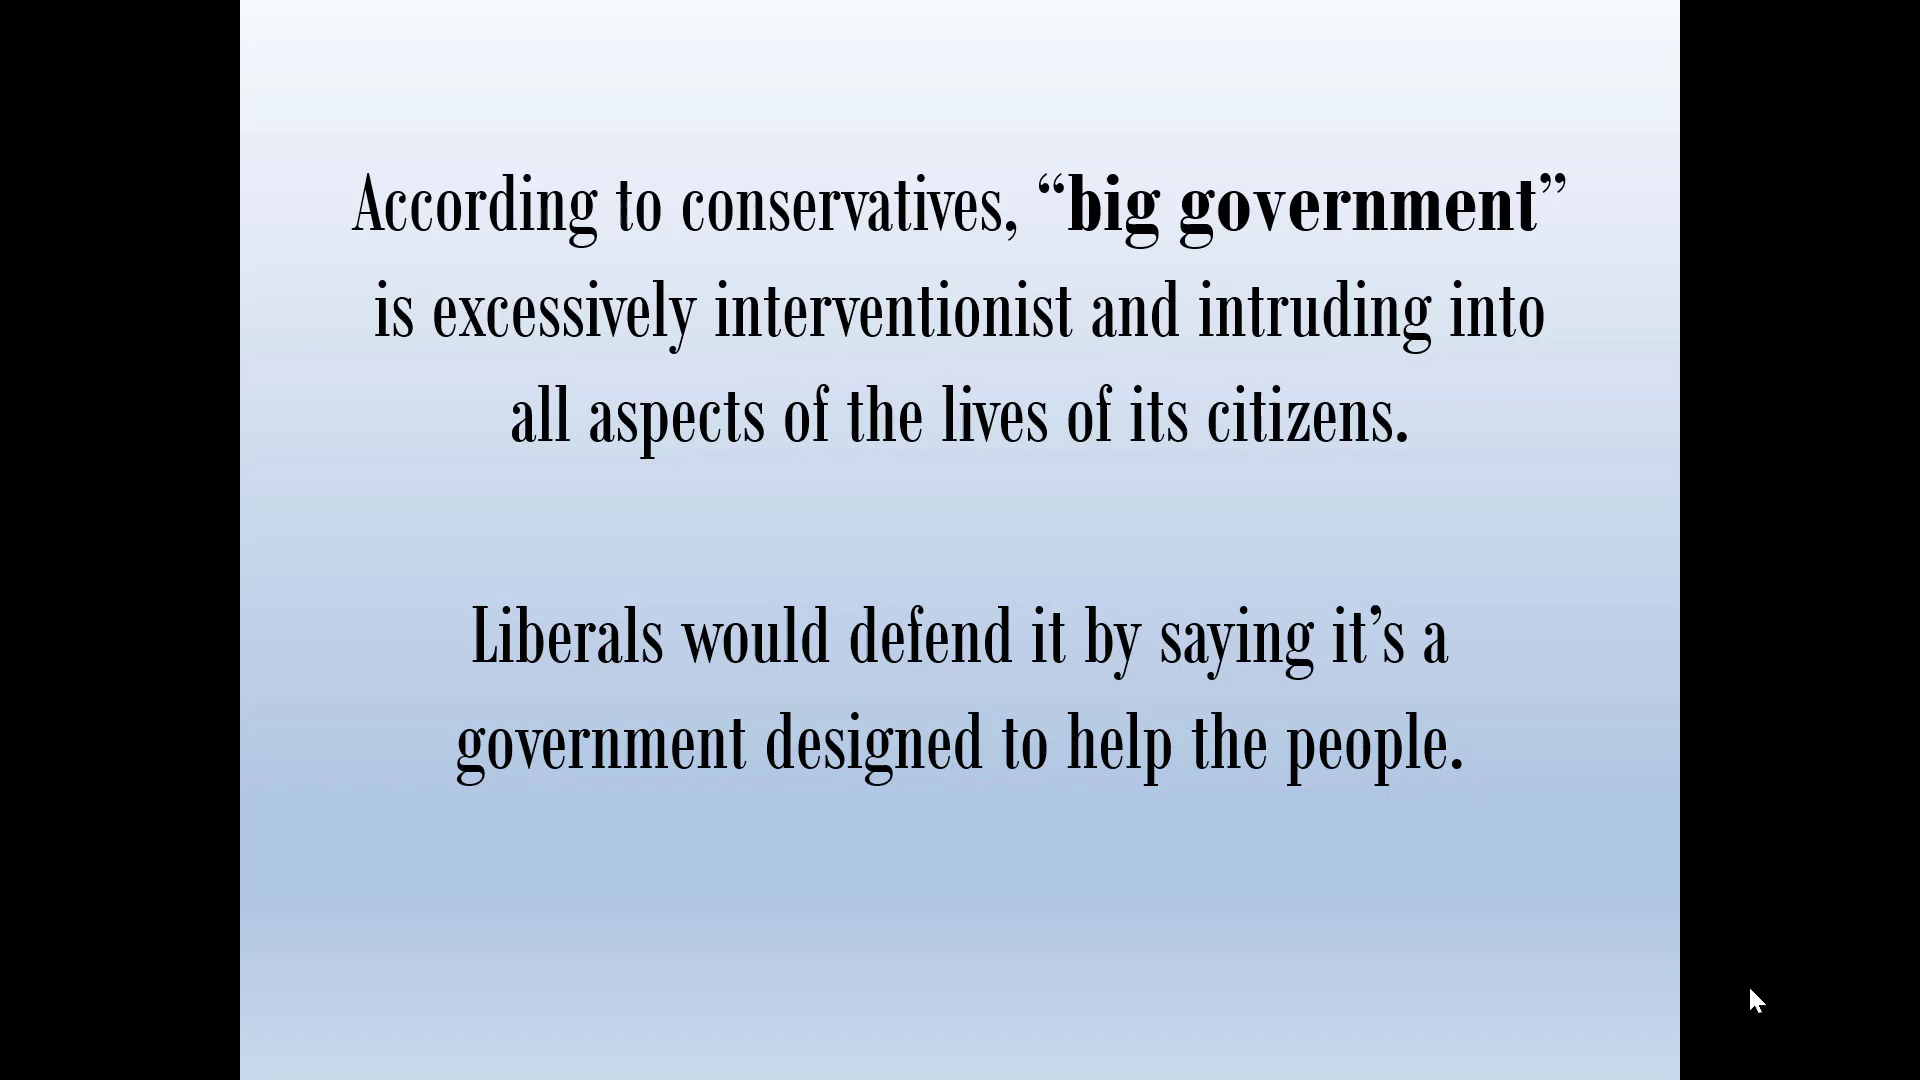 According to conservatives, “big government”
is excessively interventionist and intruding into
all aspects of the lives of its citizens.
Liberals would defend it by saying it’s a
government designed to help the people.